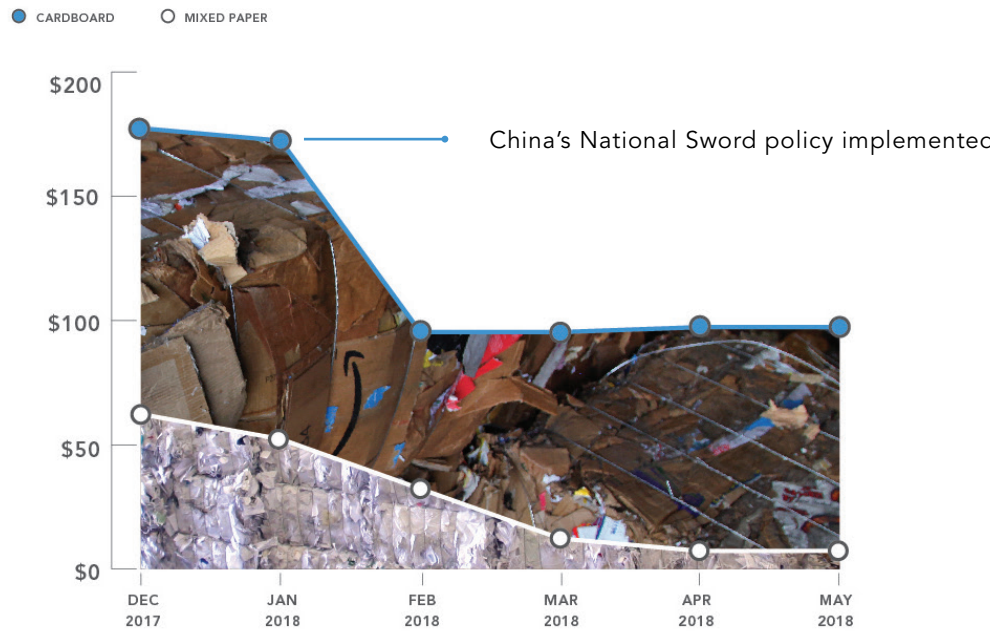 CARDBOARD
MIXED PAPER
$200
China's National Sword policy implemented
$150
$100
$50
$0
DEC
2017
JAN
2018
FEB
2018
MAR
2018
APR
2018
MAY
2018